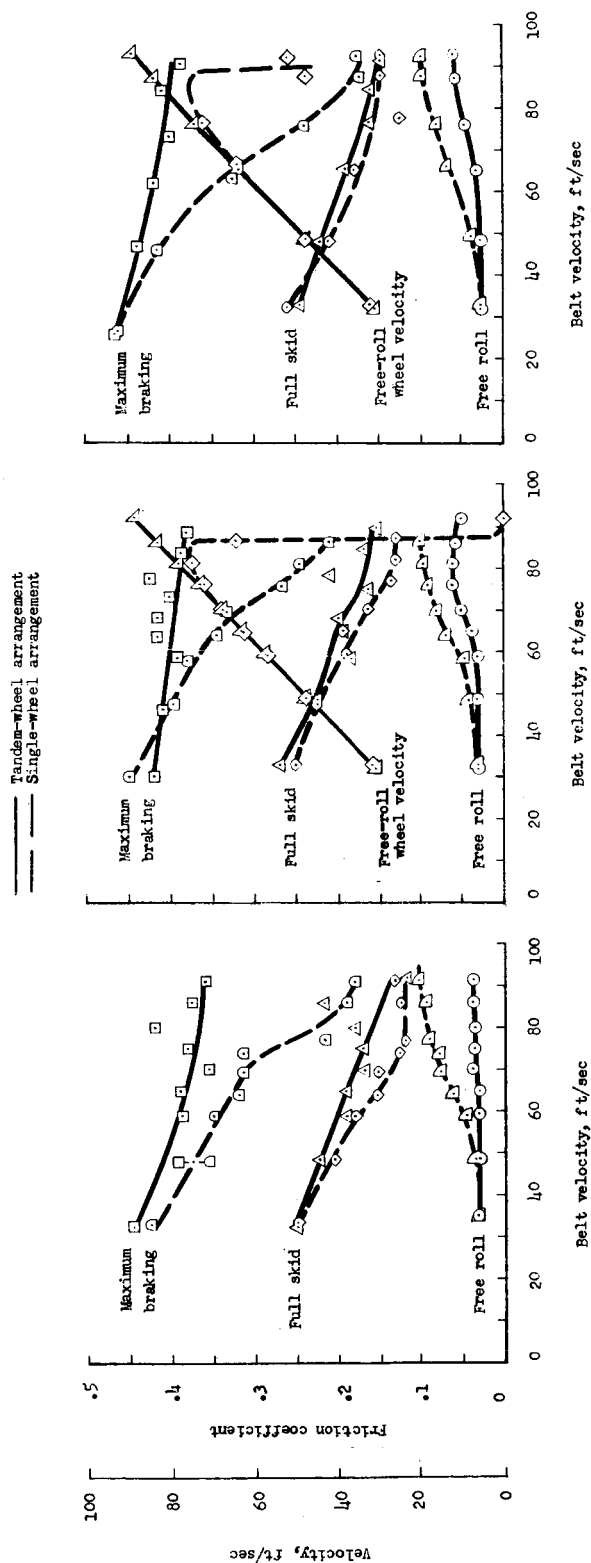 Tandem-wheel arrangement
Single-wheel arrangement
Velocity, ft/sec
100
80
60
40
20
0
Friction coefficient
.5
.4
.3
.2
.1
0
Maximum
braking
Full skid
Free roll
0 20 40 60 80 100
Belt velocity, ft/sec
Maximum
braking
Full skid
Free-roll
wheel velocity
Free roll
0 20 40 60 80 100
Belt velocity, ft/sec
Maximum
braking
Full skid
Free-roll
wheel velocity
Free roll
0 20 40 60 80 100
Belt velocity, ft/sec